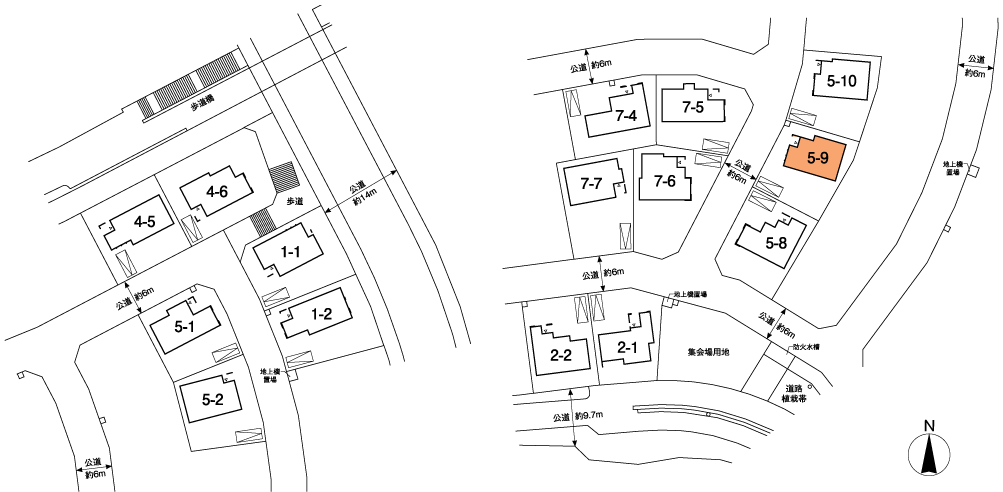 歩道橋
4-6
4-5
歩道
公道
約14m
1-1
公道 約6m
5-1
1-2
地上機
置場
5-2
公道
約6m
公道 約6m
7-4
7-5
5-10
公道
約6m
5-9
地上機
置場
7-7
7-6
公道
約6m
5-8
公道 約6m
地上機置場
公道
約6m
2-2
2-1
集会場用地
防火水槽
道路
植栽帯
公道 約9.7m
N